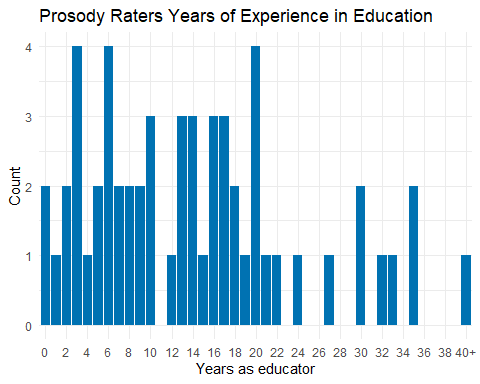 Prosody Raters Years of Experience in Education
4
3
2
1
0
Count
0 2 4 6 8 10 12 14 16 18 20 22 24 26 28 30 32 34 36 38 40+
Years as educator